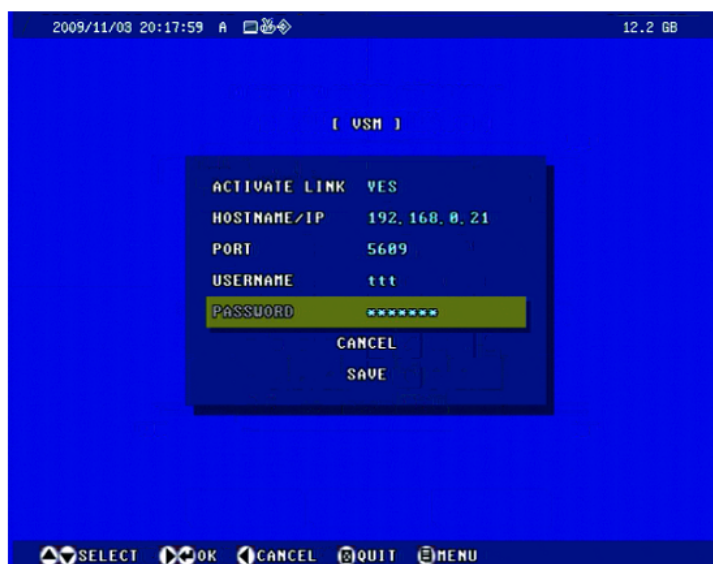 2009/11/03 20:17:59 A 12.2 GB
[ VSM ]
ACTIVATE LINK YES
HOSTNAME/IP 192.168.0.21
PORT 5609
USERNAME ttt
PASSWORD *******
CANCEL
SAVE
SELECT OK CANCEL QUIT MENU